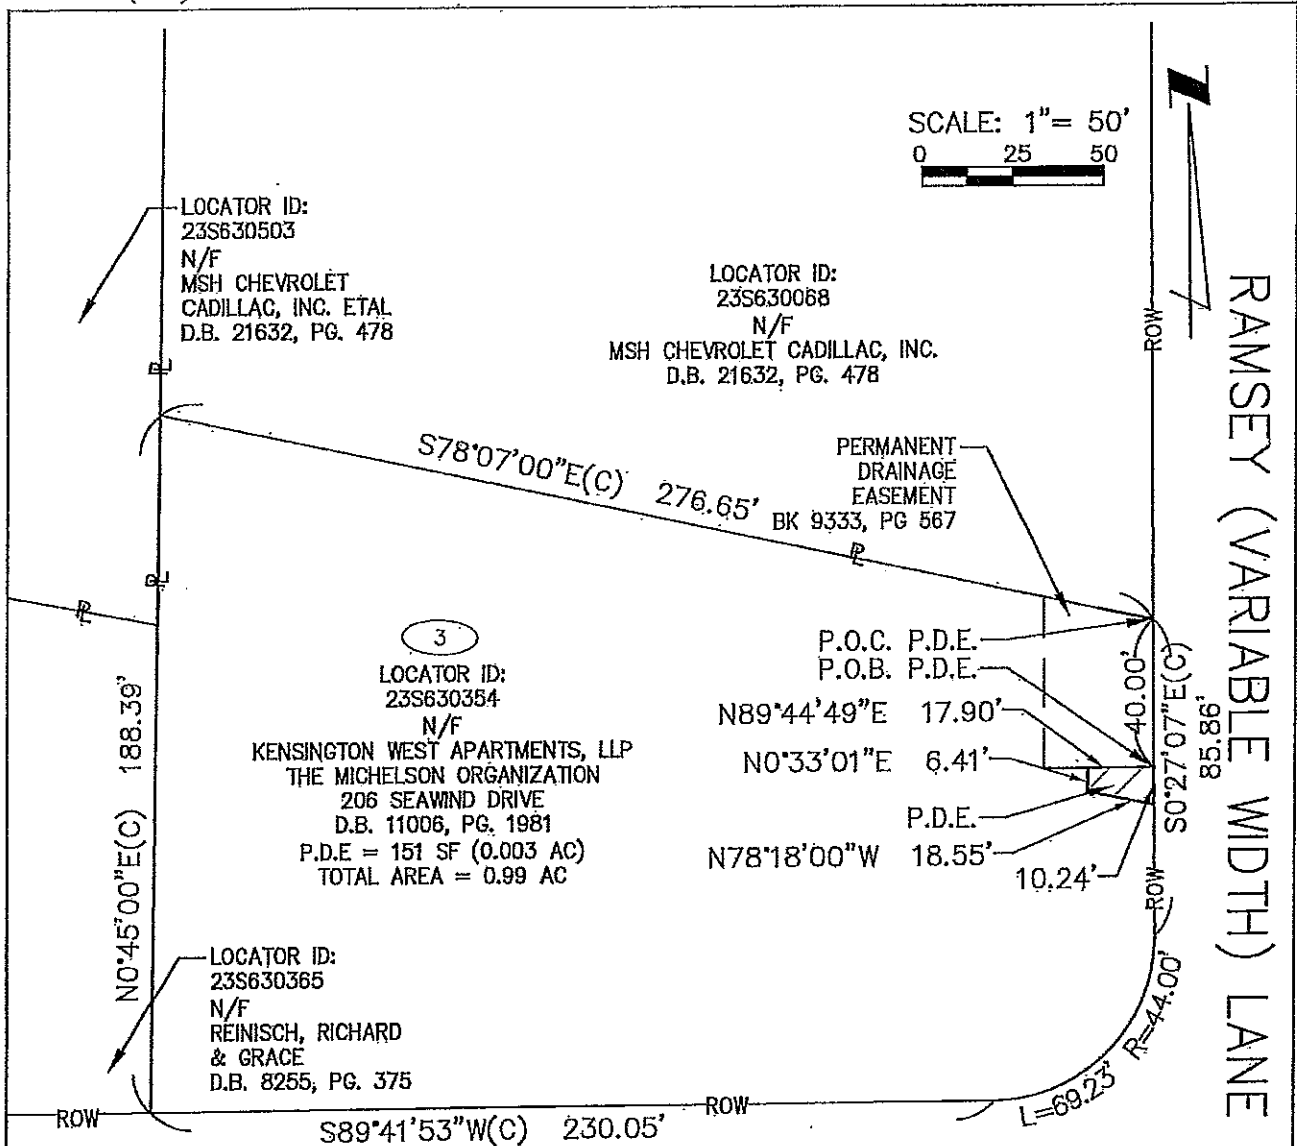 SCALE: 1"= 50'
0 25 50
LOCATOR ID:
23S630503
N/F
MSH CHEVROLET
CADILLAC, INC. ETAL
D.B. 21632, PG. 478
LOCATOR ID:
23S630068
N/F
MSH CHEVROLET CADILLAC, INC.
D.B. 21632, PG. 478
ROW
RAMSEY (VARIABLE WIDTH) LANE
PL
S78°07'00"E(C) 276.65'
PERMANENT
DRAINAGE
EASEMENT
BK 9333, PG 567
PL
PL
PL
3
LOCATOR ID:
23S630354
N/F
KENSINGTON WEST APARTMENTS, LLP
THE MICHELSON ORGANIZATION
206 SEAWIND DRIVE
D.B. 11006, PG. 1981
P.D.E = 151 SF (0.003 AC)
TOTAL AREA = 0.99 AC
P.O.C. P.D.E.
P.O.B. P.D.E.
N89°44'49"E 17.90'
N0°33'01"E 6.41'
P.D.E.
N78°18'00"W 18.55'
10.24'
40.00'
S0°27'07"E(C)
85.86'
ROW
N0°45'00"E(C) 188.39'
LOCATOR ID:
23S630365
N/F
REINISCH, RICHARD
& GRACE
D.B. 8255, PG. 375
L=69.23' R=44.00'
ROW
ROW
S89°41'53"W(C) 230.05'